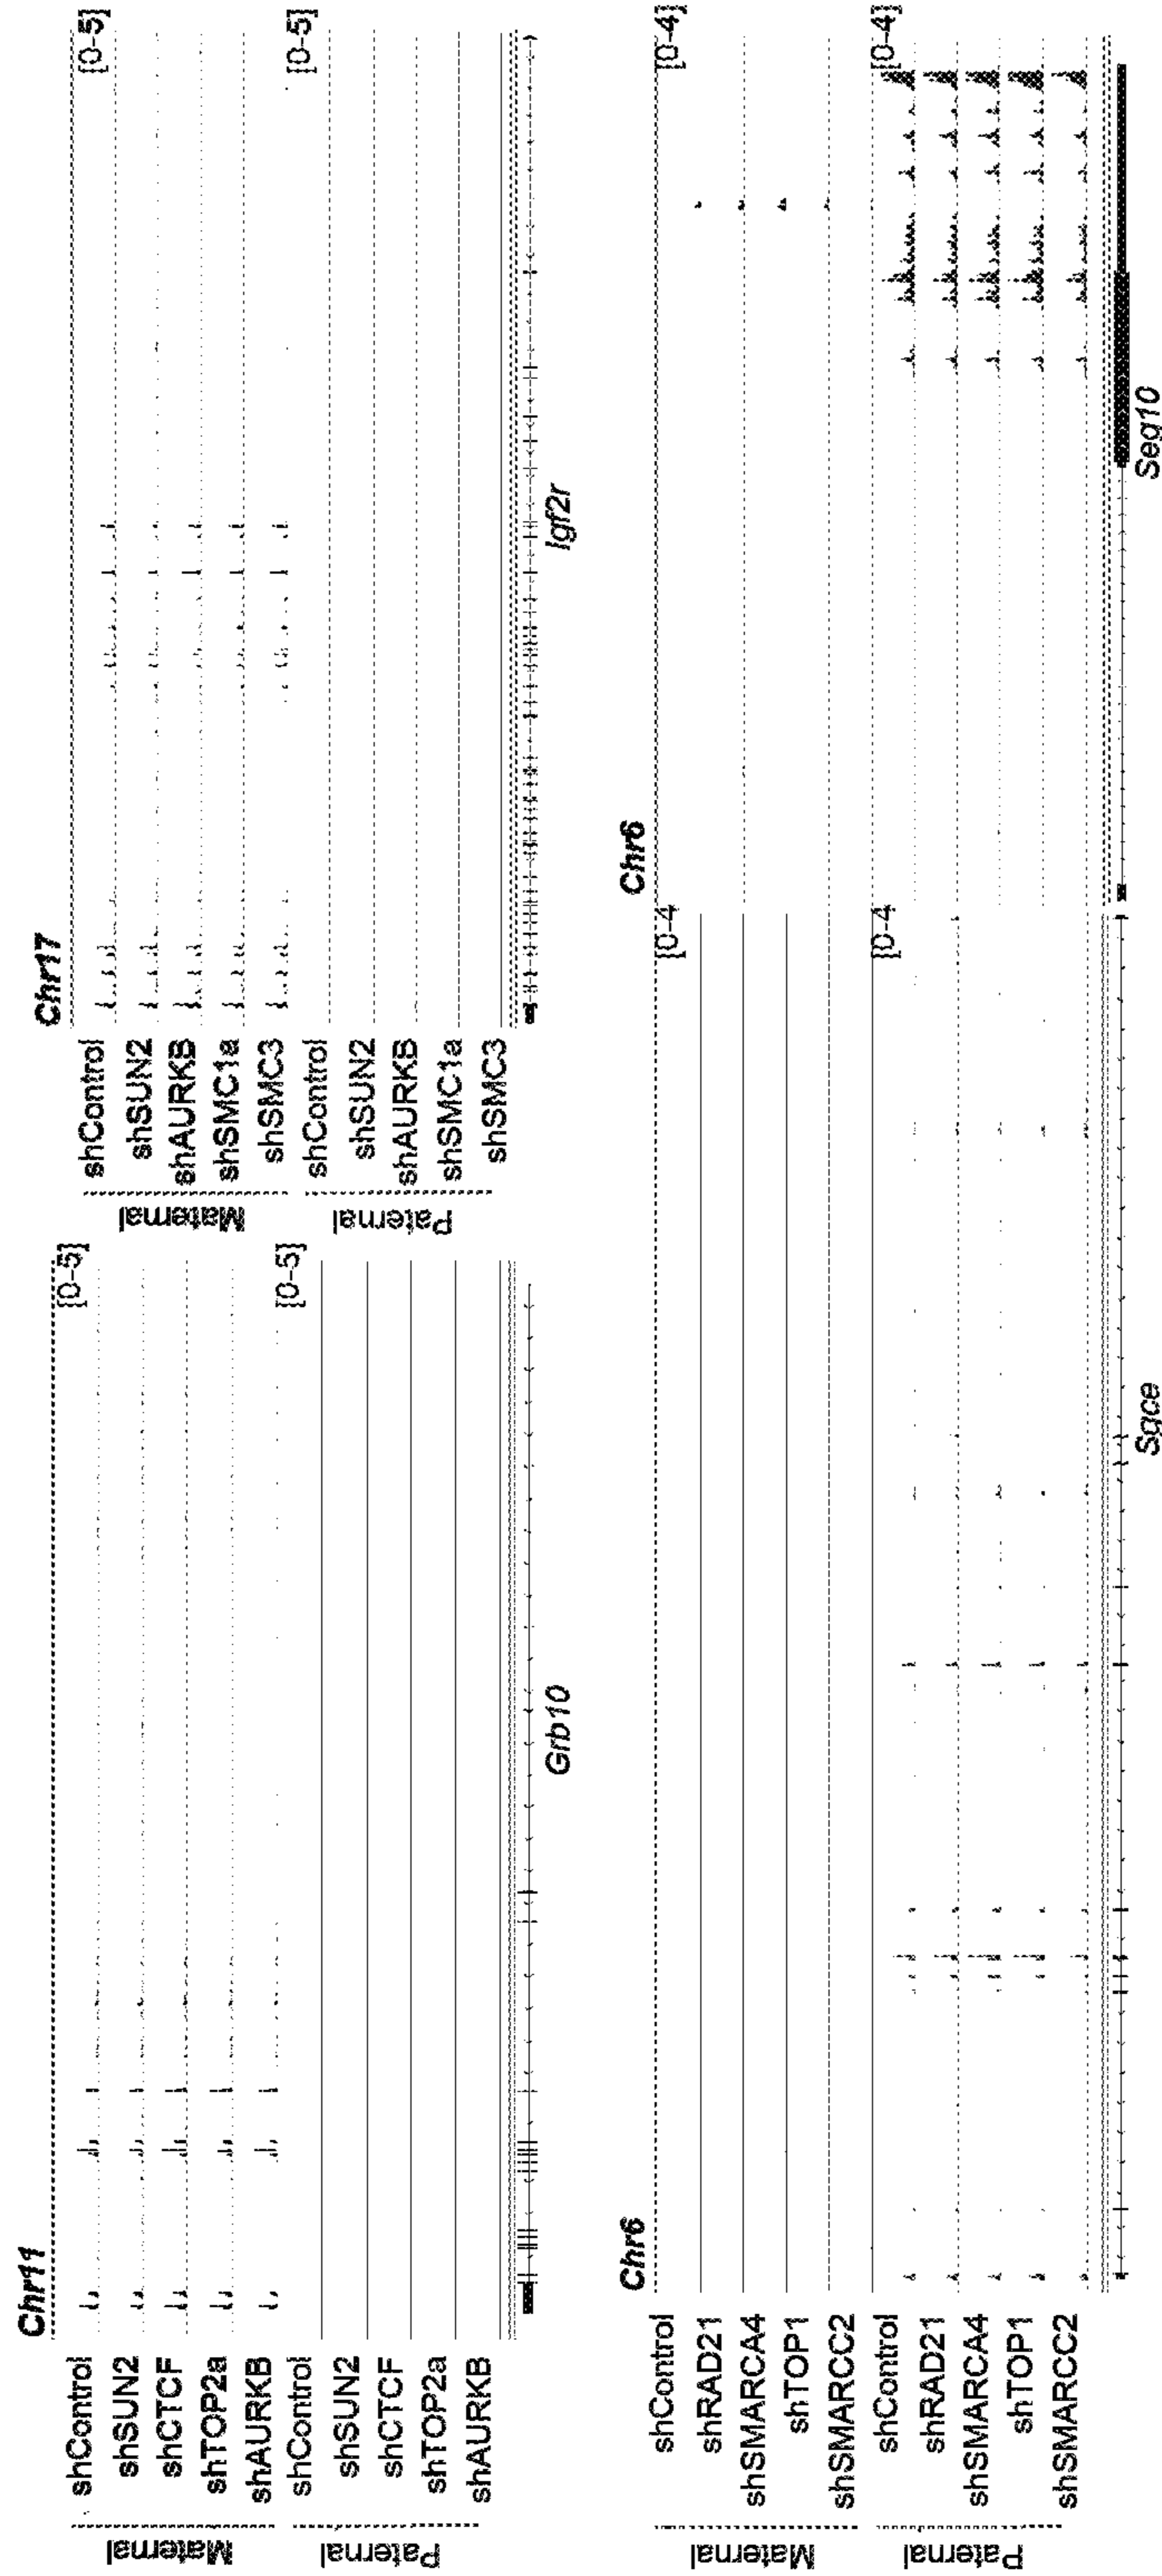 Chr11
[0-5]
shControl
shSUN2
shCTCF
shTOP2a
shAURKB
Maternal
[0-5]
shControl
shSUN2
shCTCF
shTOP2a
shAURKB
Paternal
Grb10
Chr17
[0-5]
shControl
shSUN2
shAURKB
shSMC1a
shSMC3
Maternal
[0-5]
shControl
shSUN2
shAURKB
shSMC1a
shSMC3
Paternal
Igf2r
Chr6
[0-4
shControl
shRAD21
shSMARCA4
shTOP1
shSMARCC2
Maternal
[0-4
shControl
shRAD21
shSMARCA4
shTOP1
shSMARCC2
Paternal
Sgce
Chr6
[0-4]
[0-4]
Seg10